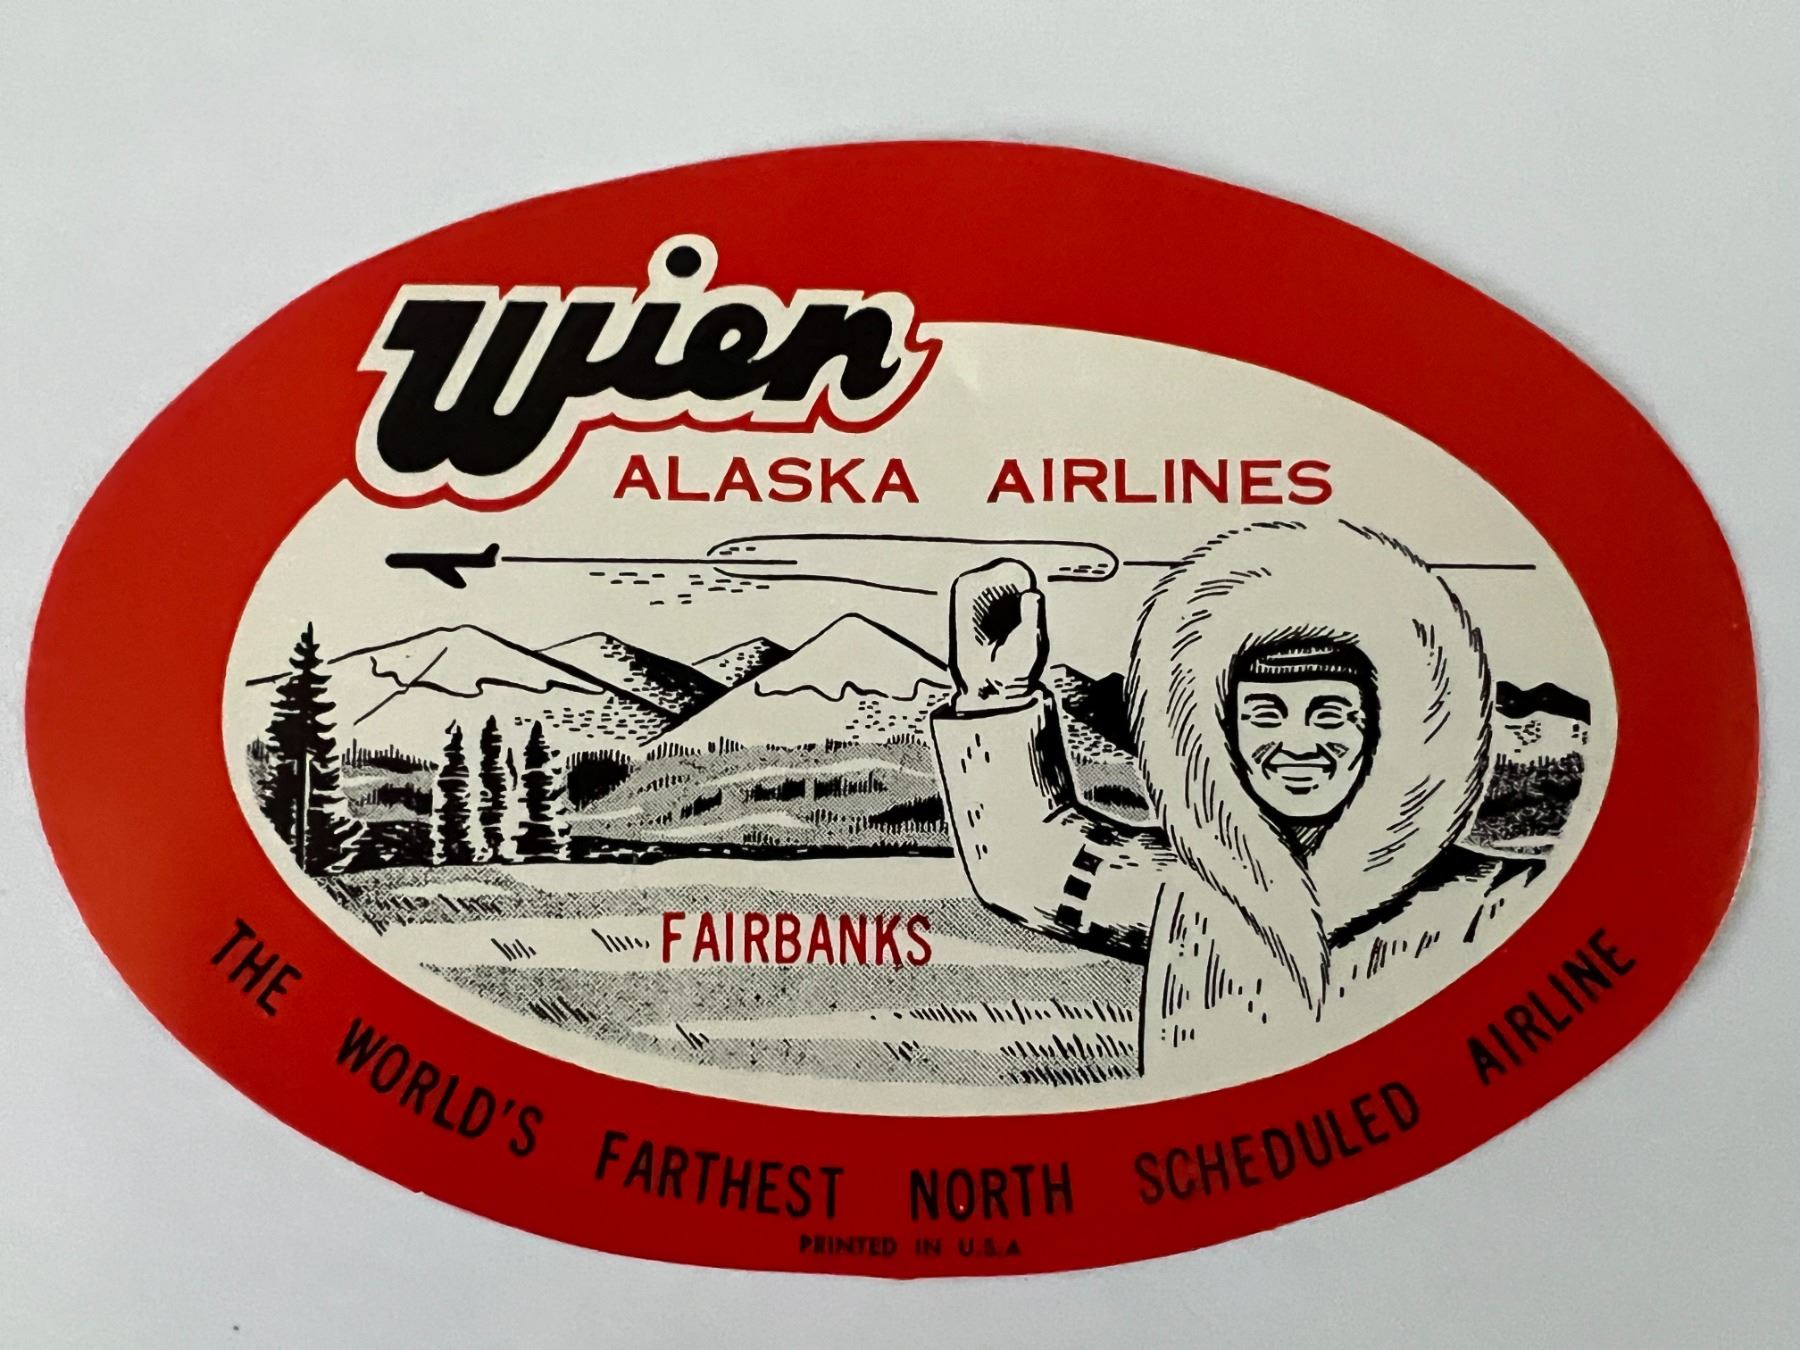 Wien
ALASKA AIRLINES
FAIRBANKS
THE WORLD'S FARTHEST NORTH SCHEDULED AIRLINE
PRINTED IN U.S.A